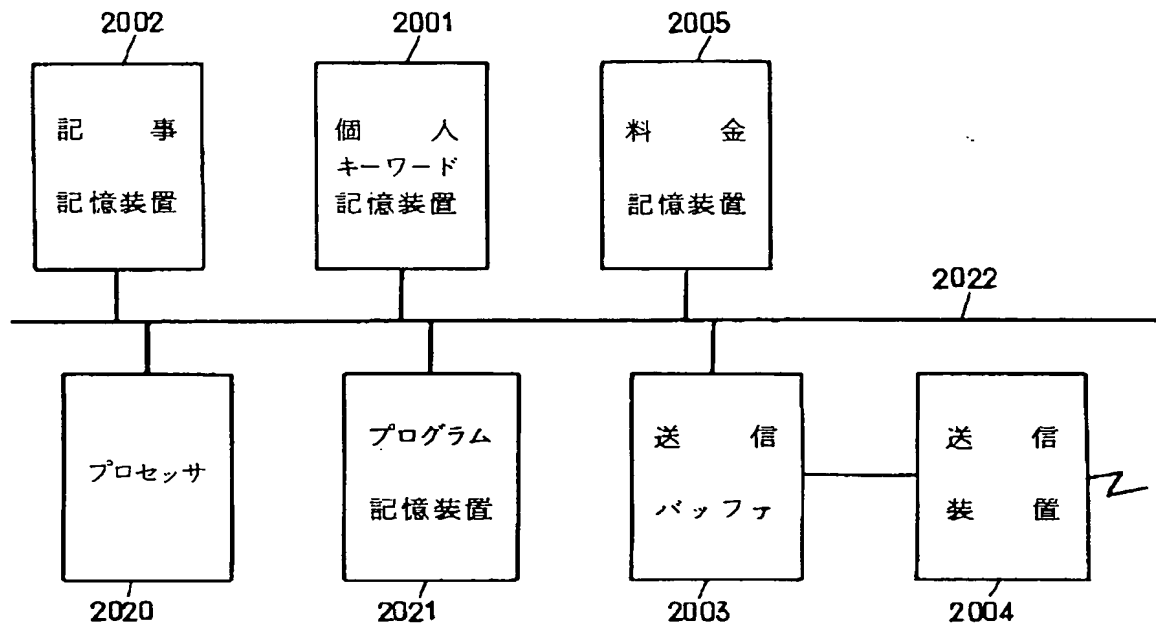 2002
2001
2005
記事
記憶装置
個人
キーワード
記憶装置
料金
記憶装置
2022
プロセッサ
プログラム
記憶装置
送信
バッファ
送信
装置
2020
2021
2003
2004